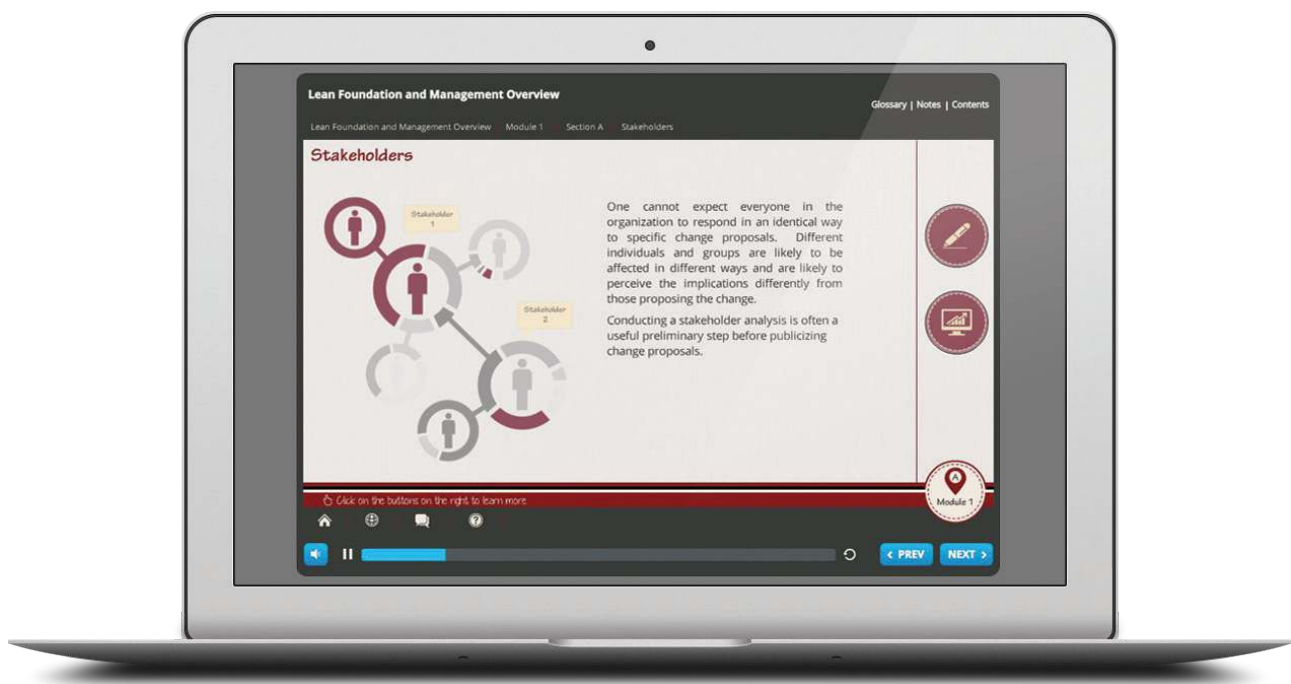 Lean Foundation and Management Overview
Glossary | Notes | Contents
Lean Foundation and Management Overview Module 1 Section A Stakeholders
Stakeholders
Stakeholder
1
Stakeholder
2
One cannot expect everyone in the
organization to respond in an identical way
to specific change proposals. Different
individuals and groups are likely to be
affected in different ways and are likely to
perceive the implications differently from
those proposing the change.
Conducting a stakeholder analysis is often a
useful preliminary step before publicizing
change proposals.
A
Module 1
Click on the buttons on the right to learn more
?
< PREV
NEXT >